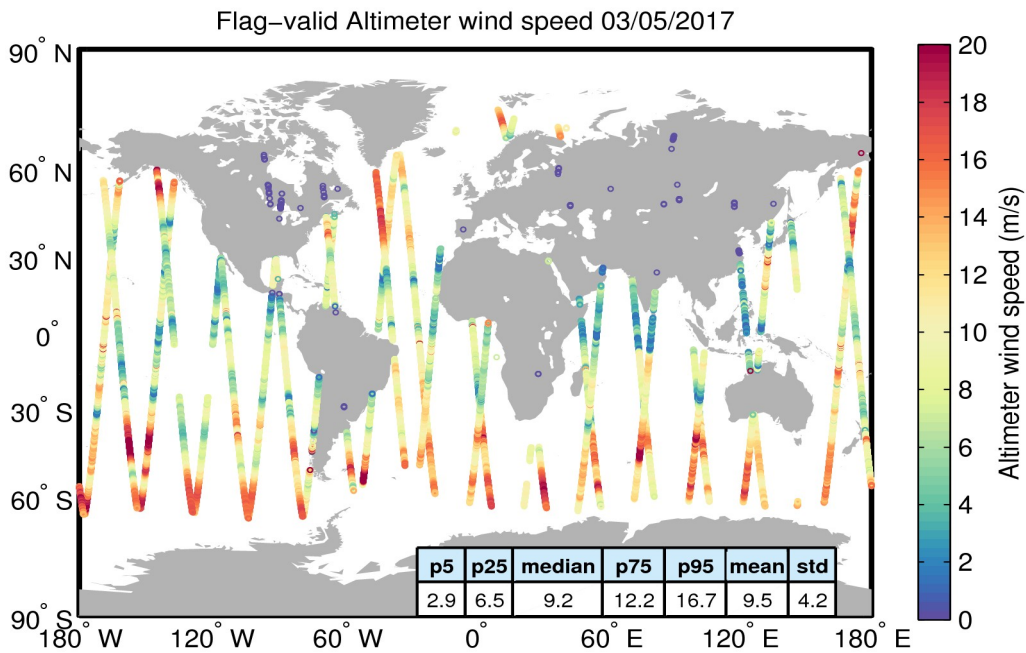 Flag−valid Altimeter wind speed 03/05/2017
90° N
60° N
30° N
0°
30° S
60° S
90° S
180° W
120° W
60° W
0°
60° E
120° E
180° E
p5 p25 median p75 p95 mean std
2.9 6.5 9.2 12.2 16.7 9.5 4.2
20
18
16
14
12
10
8
6
4
2
0
Altimeter wind speed (m/s)